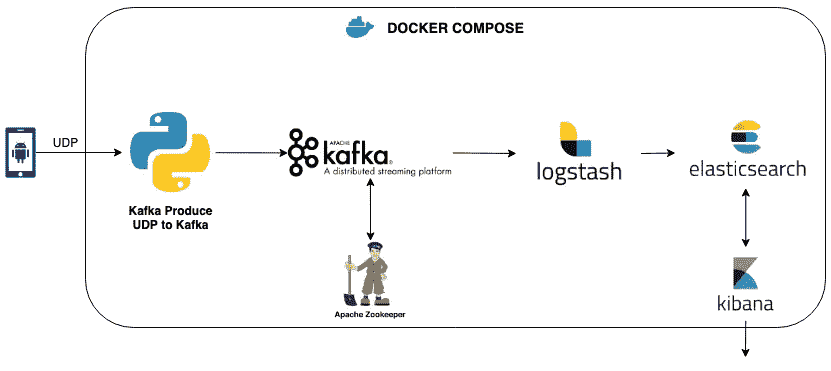 DOCKER COMPOSE
UDP
Kafka Produce
UDP to Kafka
APACHE
kafka®
A distributed streaming platform
Apache Zookeeper
logstash
elasticsearch
kibana